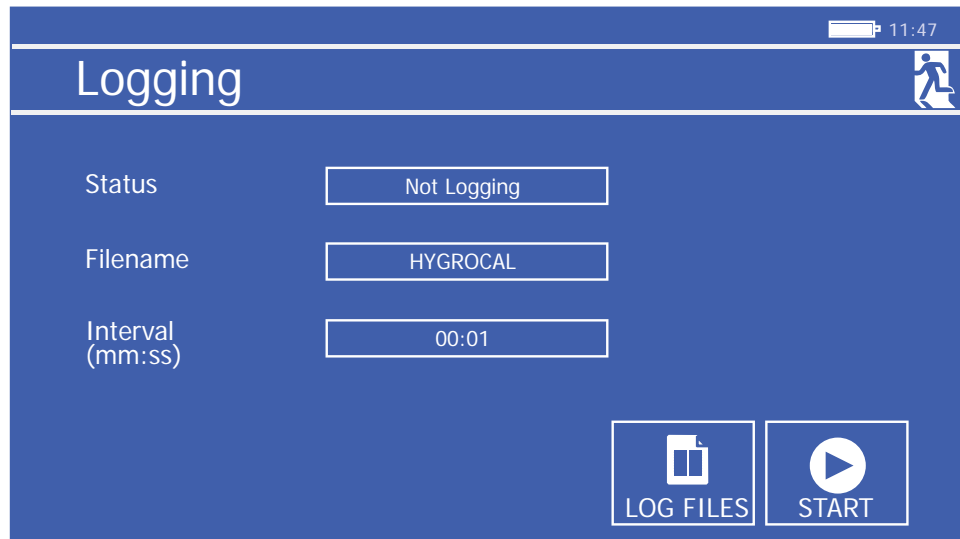 11:47
Logging
Status
Not Logging
Filename
HYGROCAL
Interval
(mm:ss)
00:01
LOG FILES
START